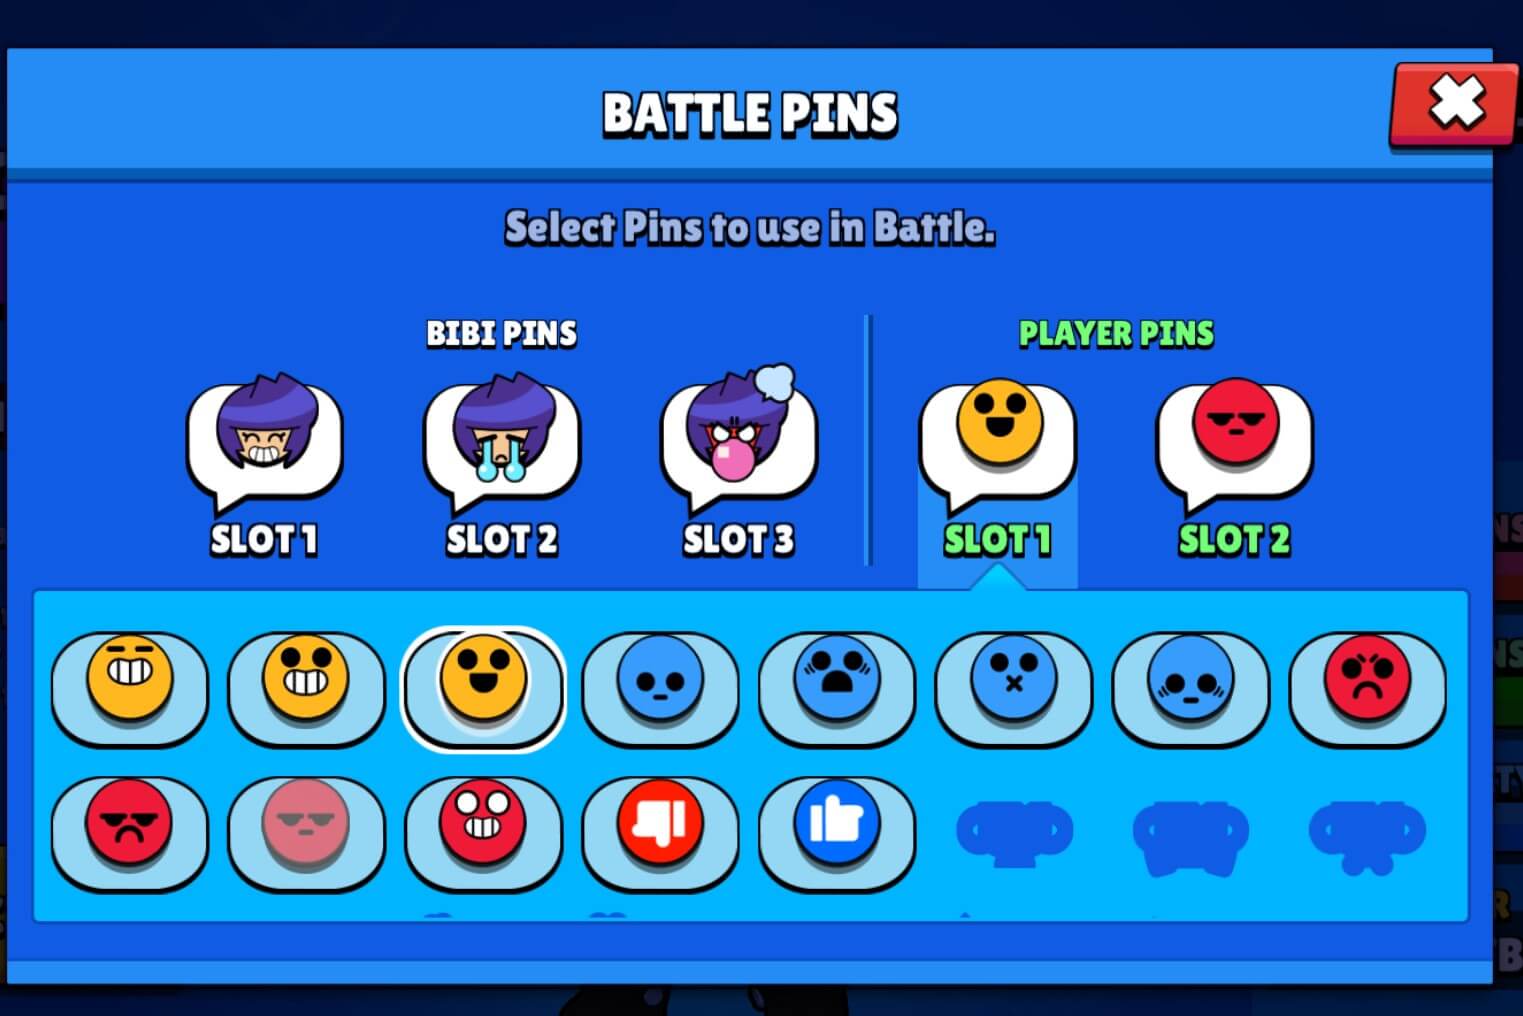 BATTLE PINS
Select Pins to use in Battle.
BIBI PINS
PLAYER PINS
SLOT 1
SLOT 2
SLOT 3
SLOT 1
SLOT 2